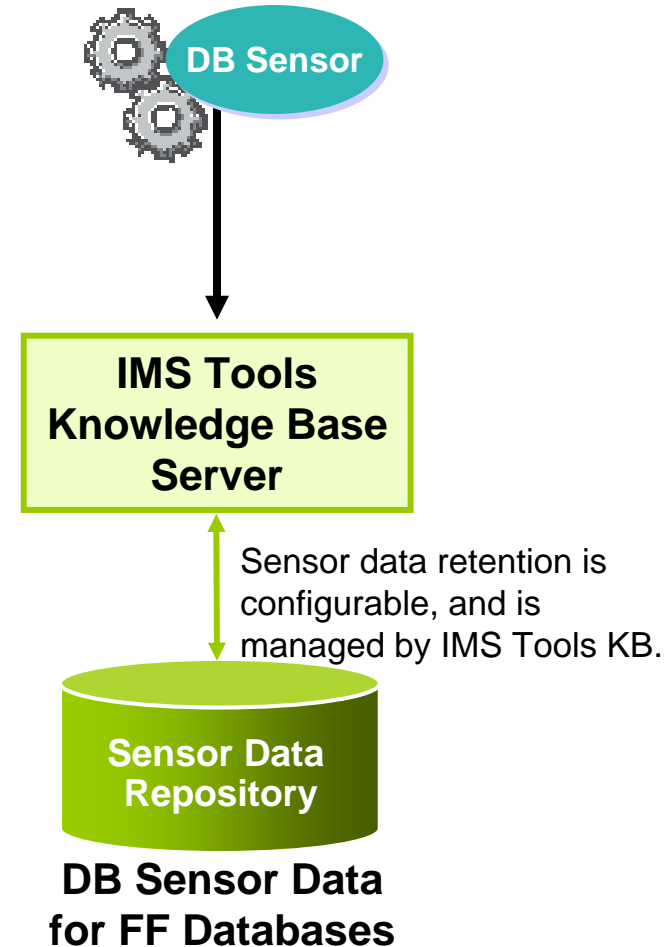 DB Sensor
IMS Tools
Knowledge Base
Server
Sensor data retention is
configurable, and is
managed by IMS Tools KB.
Sensor Data
Repository
DB Sensor Data
for FF Databases